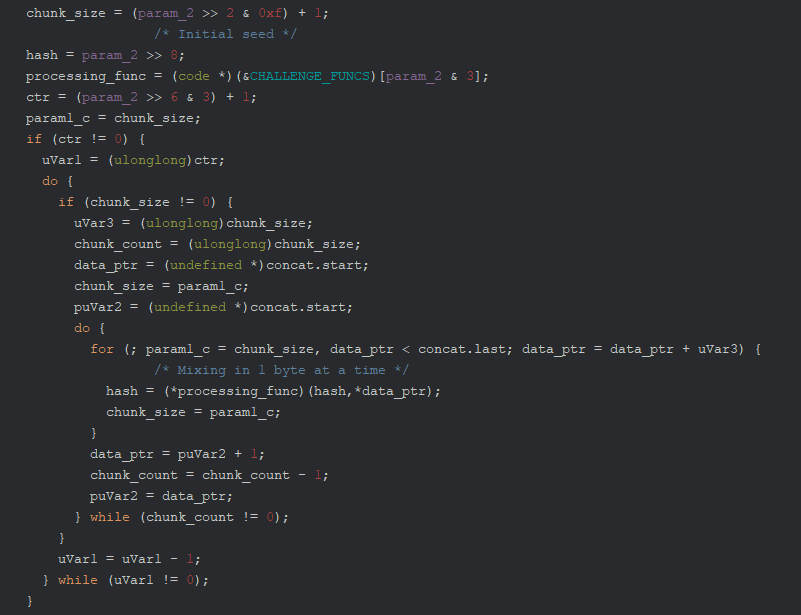 chunk_size = (param_2 >> 2 & 0xf) + 1;
/* Initial seed */
hash = param_2 >> 8;
processing_func = (code *)(&CHALLENGE_FUNCS)[param_2 & 3];
ctr = (param_2 >> 6 & 3) + 1;
param1_c = chunk_size;
if (ctr != 0) {
uVar1 = (ulonglong)ctr;
do {
if (chunk_size != 0) {
uVar3 = (ulonglong)chunk_size;
chunk_count = (ulonglong)chunk_size;
data_ptr = (undefined *)concat.start;
chunk_size = param1_c;
puVar2 = (undefined *)concat.start;
do {
for (; param1_c = chunk_size, data_ptr < concat.last; data_ptr = data_ptr + uVar3) {
/* Mixing in 1 byte at a time */
hash = (*processing_func)(hash,*data_ptr);
chunk_size = param1_c;
}
data_ptr = puVar2 + 1;
chunk_count = chunk_count - 1;
puVar2 = data_ptr;
} while (chunk_count != 0);
}
uVar1 = uVar1 - 1;
} while (uVar1 != 0);
}